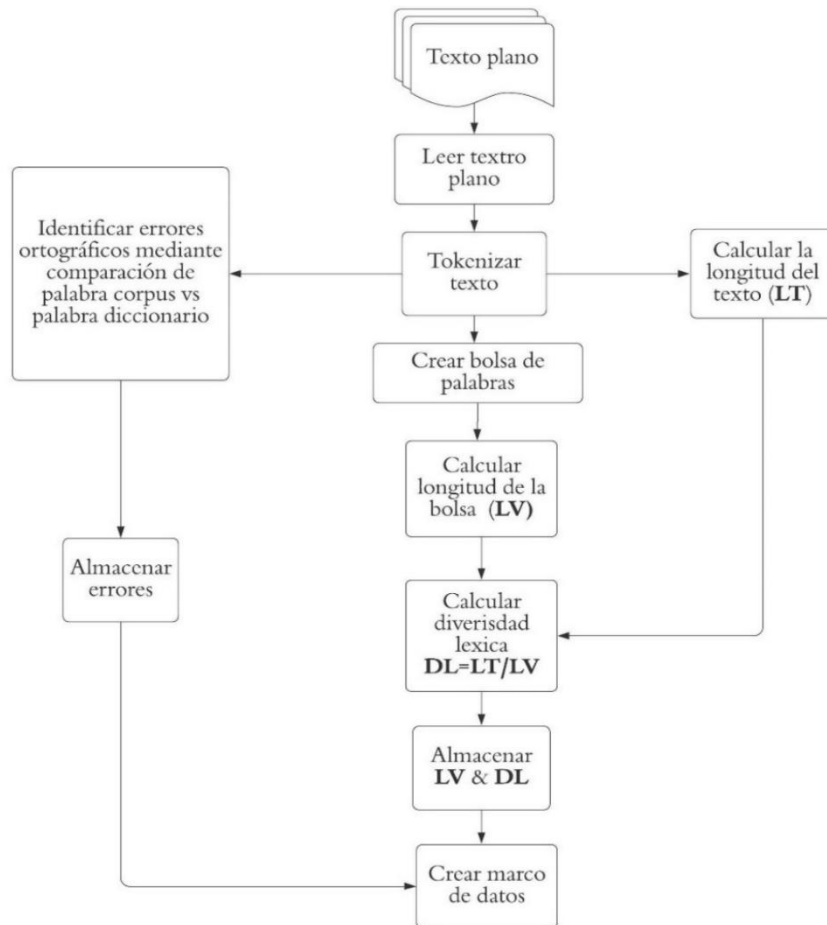 Texto plano
Leer textro
plano
Identificar errores
ortográficos mediante
comparación de
palabra corpus vs
palabra diccionario
Tokenizar
texto
Calcular la
longitud del
texto (LT)
Crear bolsa de
palabras
Calcular
longitud de la
bolsa (LV)
Almacenar
errores
Calcular
diverisdad
lexica
DL=LT/LV
Almacenar
LV & DL
Crear marco
de datos